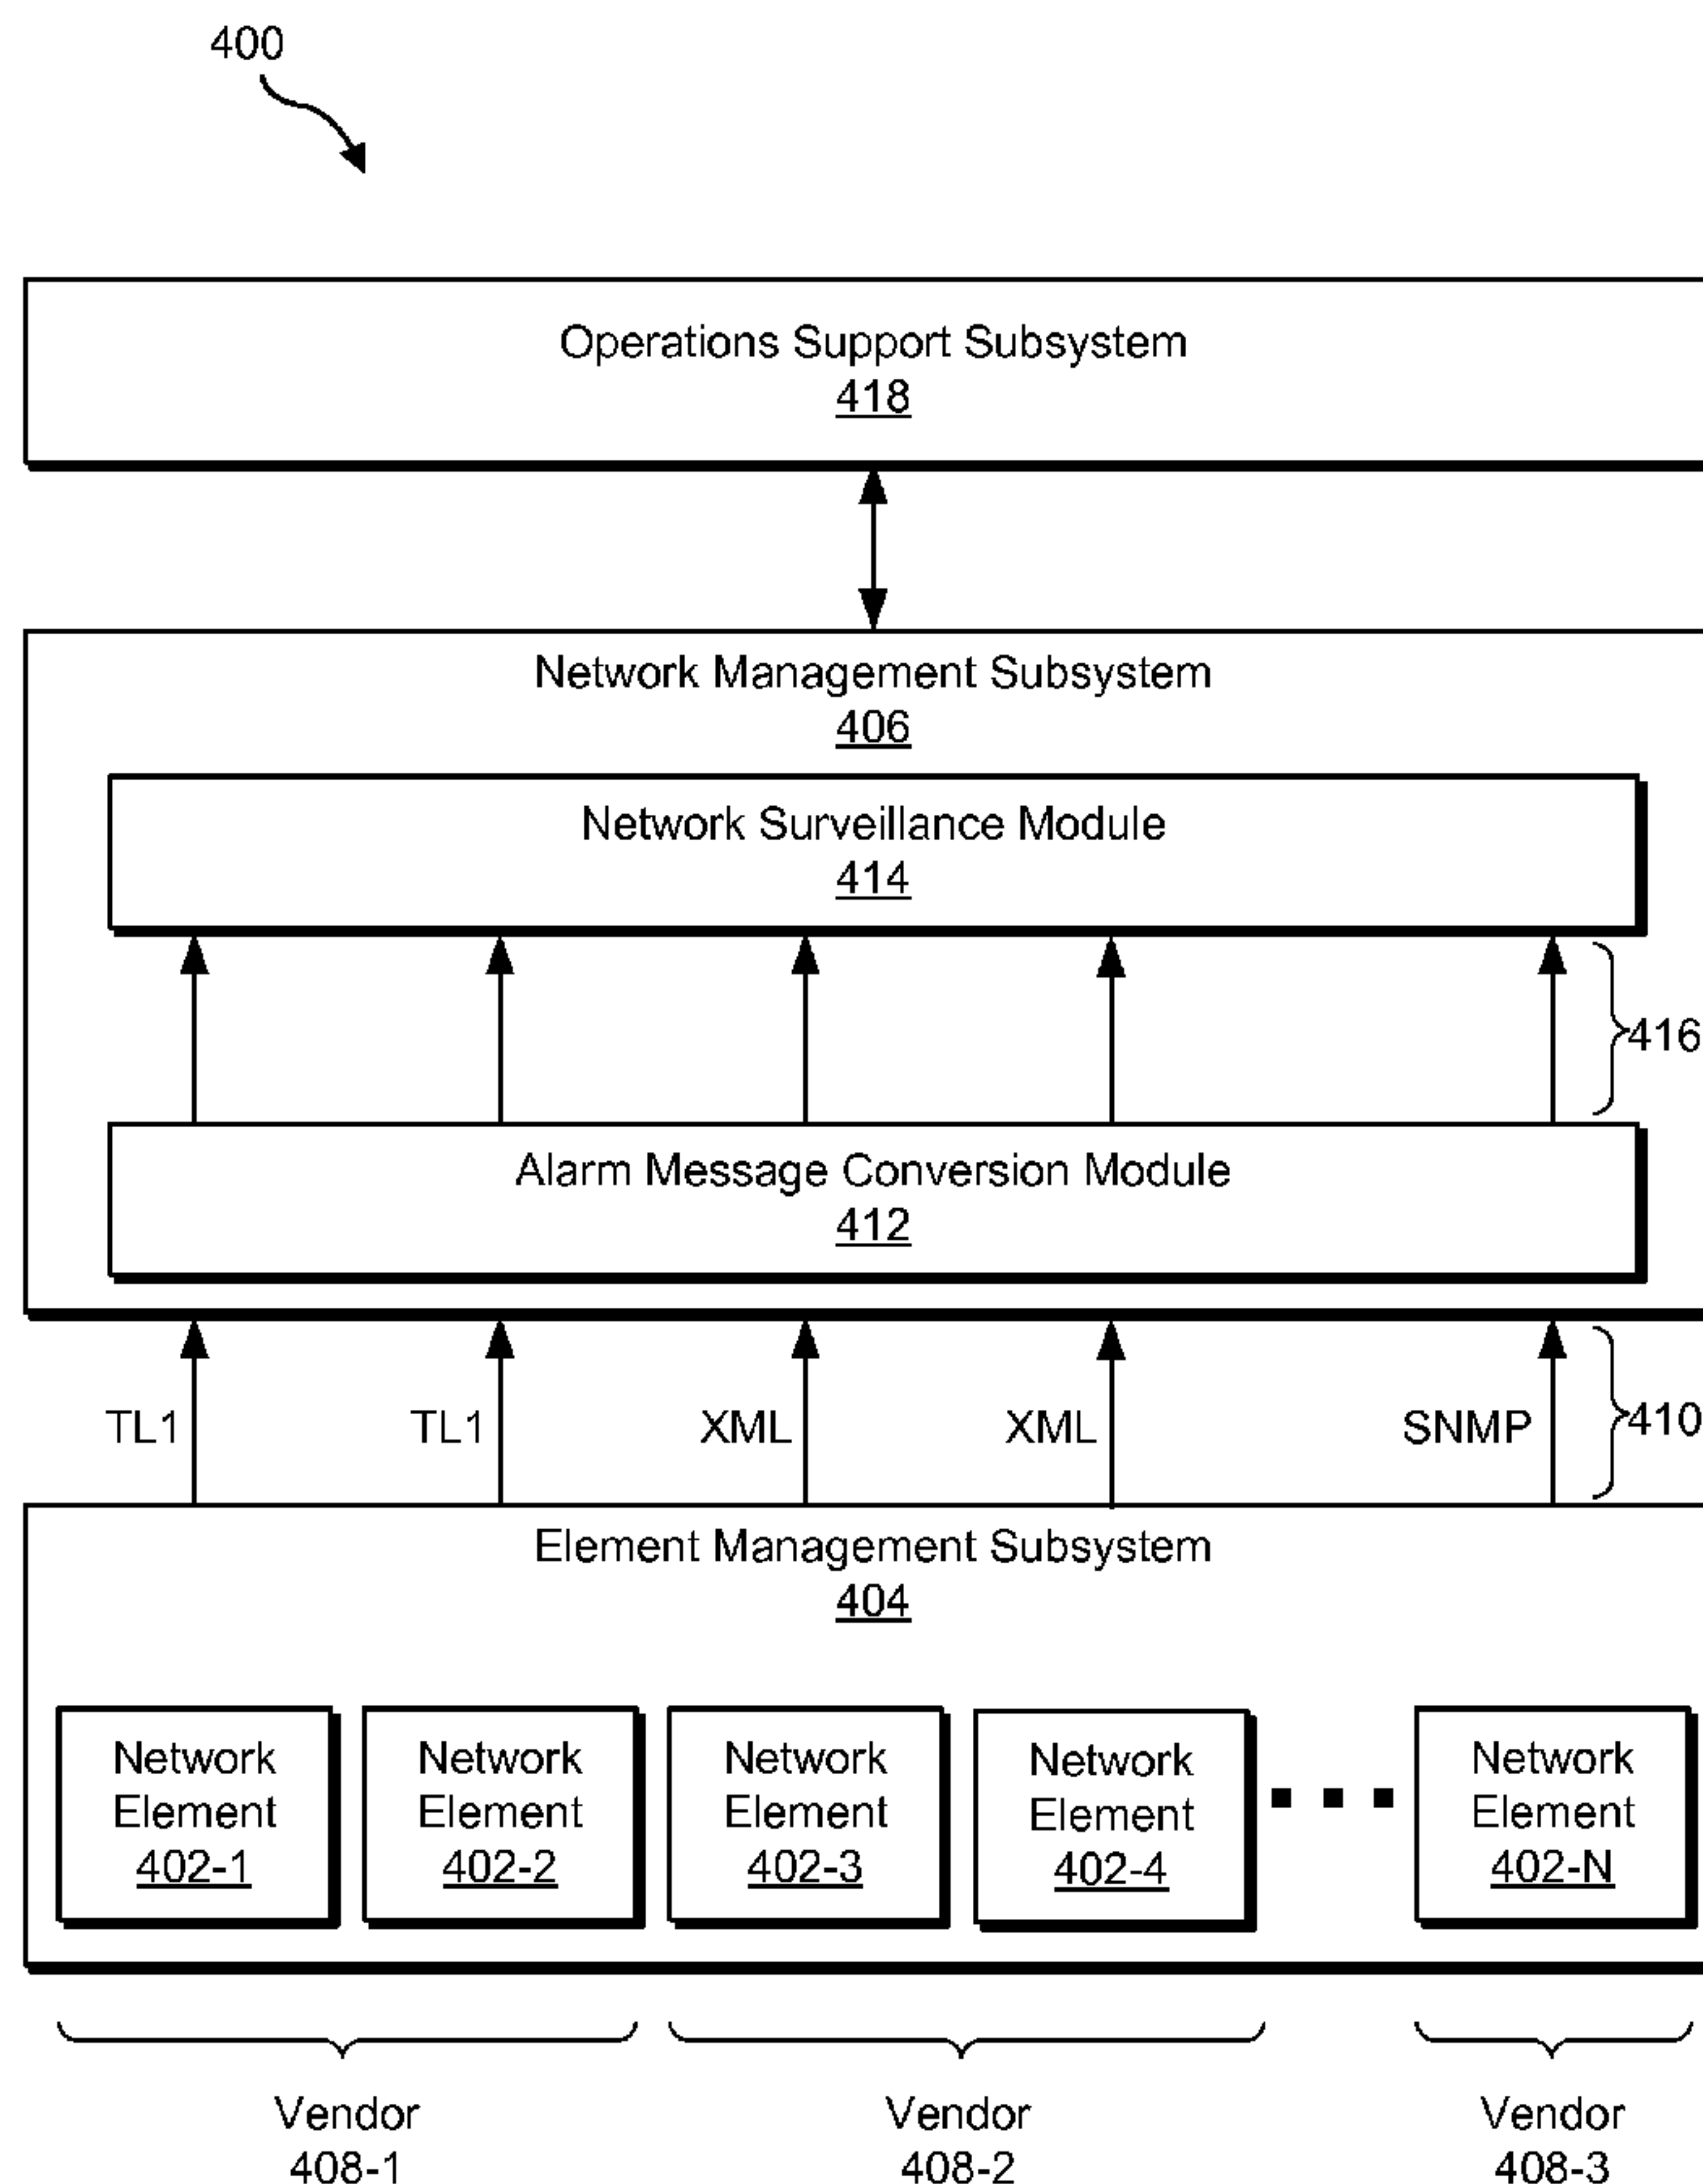 400
Operations Support Subsystem
418
Network Management Subsystem
406
Network Surveillance Module
414
416
Alarm Message Conversion Module
412
TL1 TL1 XML XML SNMP 410
Element Management Subsystem
404
Network Network Network Network Network
Element Element Element Element Element
402-1 402-2 402-3 402-4 402-N
Vendor Vendor Vendor
408-1 408-2 408-3